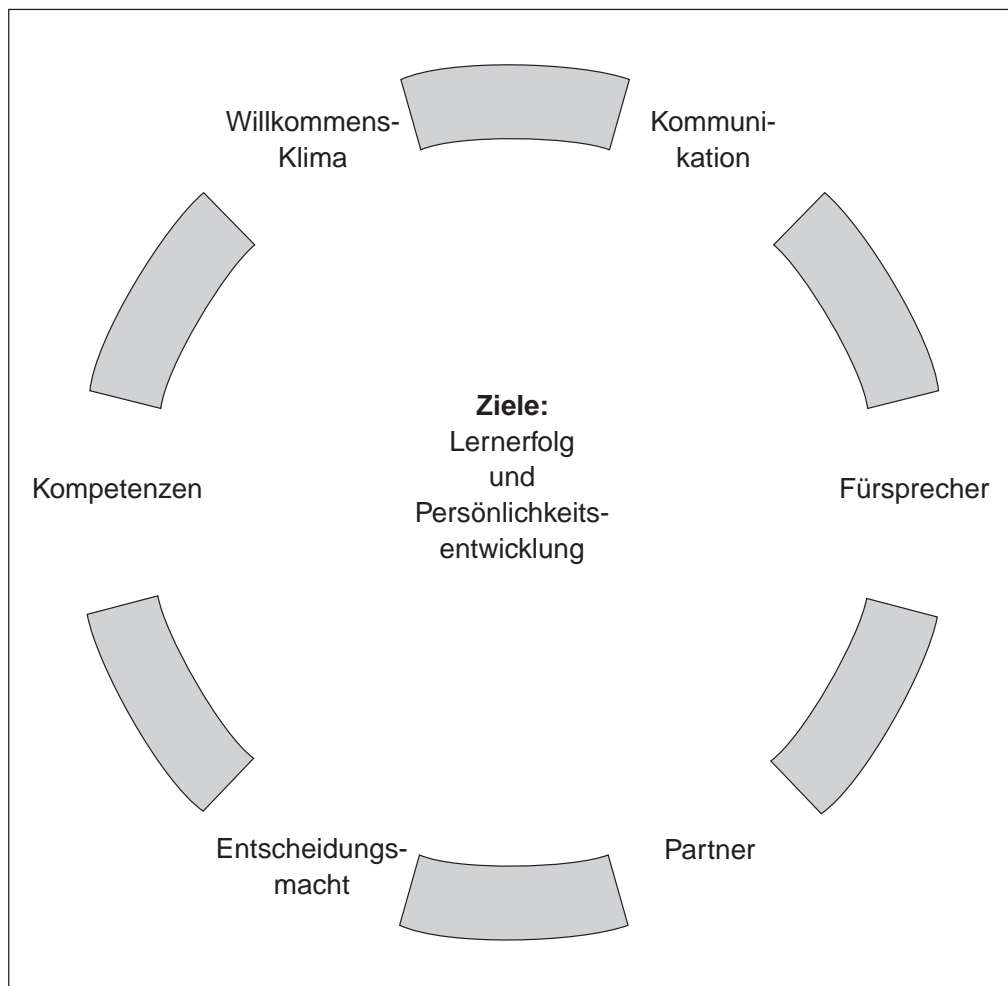 Willkommens-
Klima
Kommuni-
kation
Ziele:
Lernerfolg
und
Persönlichkeits-
entwicklung
Kompetenzen
Fürsprecher
Entscheidungs-
macht
Partner